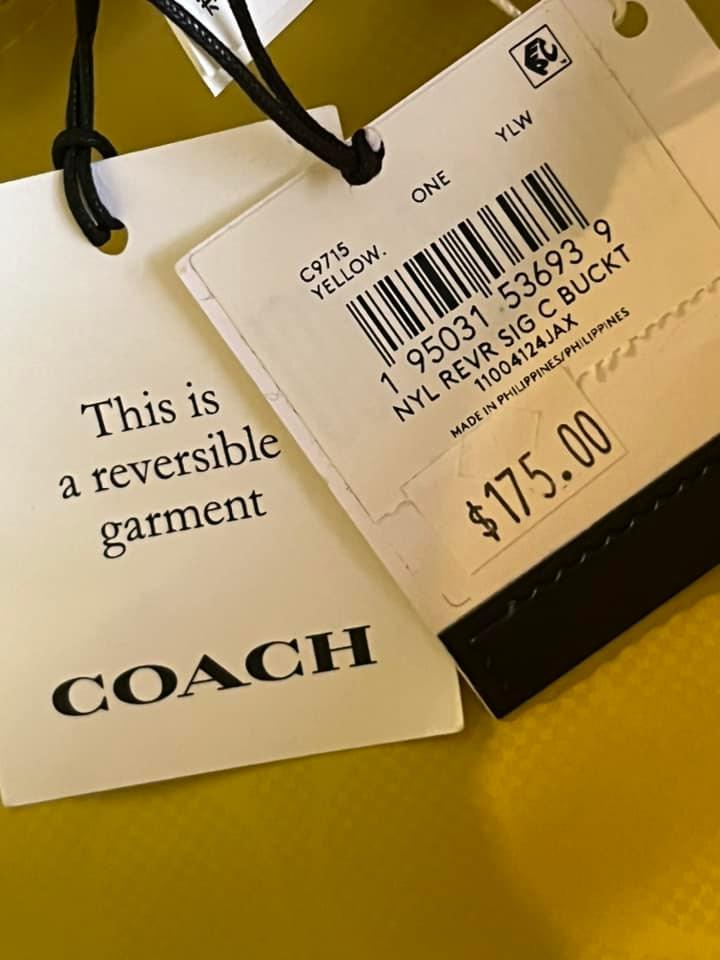 This is
a reversible
garment
COACH
EPC
C9715 ONE YLW
YELLOW.
1 95031 53693 9
NYL REVR SIG C BUCKT
11004124JAX
MADE IN PHILIPPINES/PHILIPPINES
$175.00